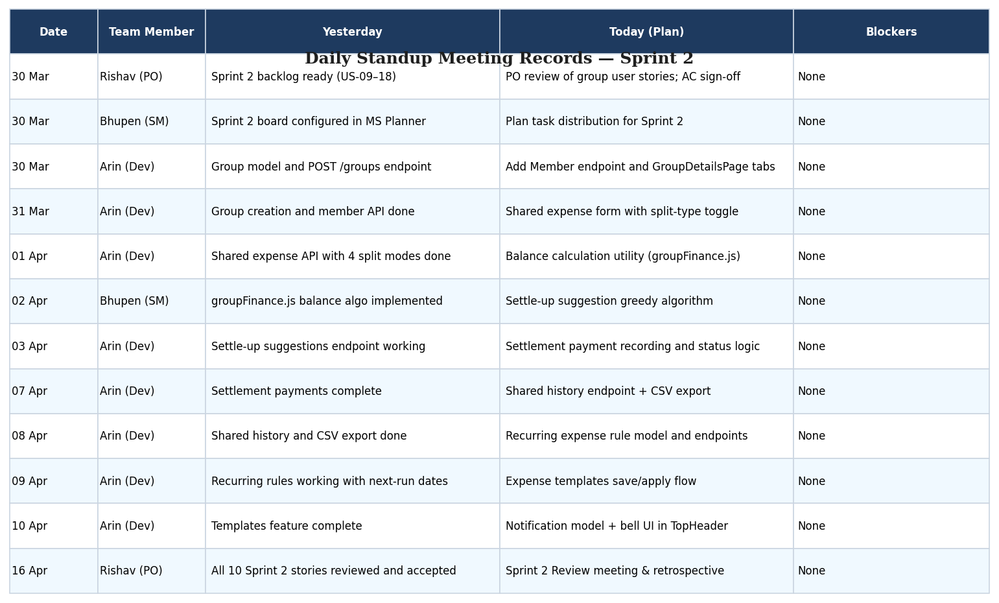 Date Team Member Yesterday Today (Plan) Blockers
Daily Standup Meeting Records — Sprint 2
30 Mar Rishav (PO) Sprint 2 backlog ready (US-09–18) PO review of group user stories; AC sign-off None
30 Mar Bhupen (SM) Sprint 2 board configured in MS Planner Plan task distribution for Sprint 2 None
30 Mar Arin (Dev) Group model and POST /groups endpoint Add Member endpoint and GroupDetailsPage tabs None
31 Mar Arin (Dev) Group creation and member API done Shared expense form with split-type toggle None
01 Apr Arin (Dev) Shared expense API with 4 split modes done Balance calculation utility (groupFinance.js) None
02 Apr Bhupen (SM) groupFinance.js balance algo implemented Settle-up suggestion greedy algorithm None
03 Apr Arin (Dev) Settle-up suggestions endpoint working Settlement payment recording and status logic None
07 Apr Arin (Dev) Settlement payments complete Shared history endpoint + CSV export None
08 Apr Arin (Dev) Shared history and CSV export done Recurring expense rule model and endpoints None
09 Apr Arin (Dev) Recurring rules working with next-run dates Expense templates save/apply flow None
10 Apr Arin (Dev) Templates feature complete Notification model + bell UI in TopHeader None
16 Apr Rishav (PO) All 10 Sprint 2 stories reviewed and accepted Sprint 2 Review meeting & retrospective None